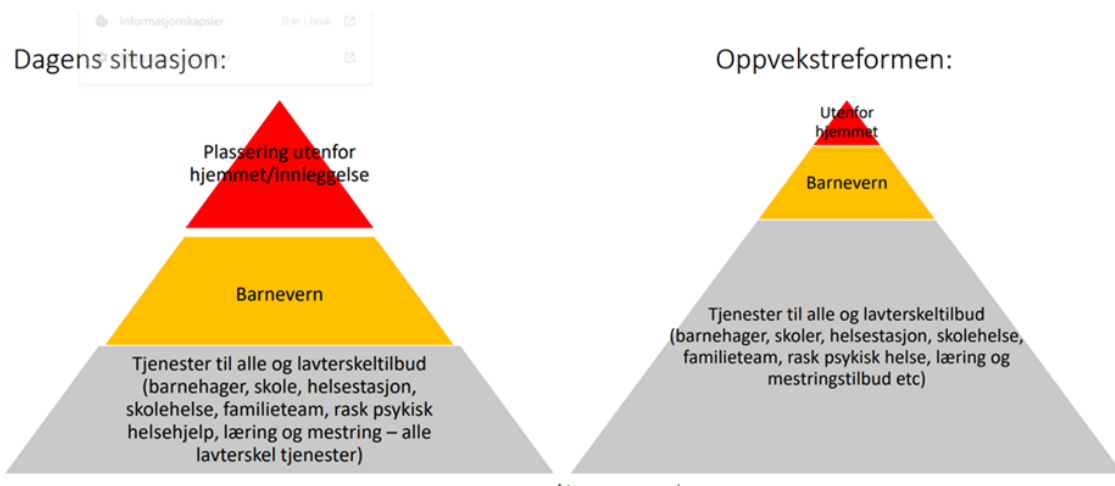 Informasjonskapsler 0 er i bruk
Dagens situasjon:
Plassering utenfor
hjemmet/innleggelse
Barnevern
Tjenester til alle og lavterskeltilbud
(barnehager, skole, helsestasjon,
skolehelse, familieteam, rask psykisk
helsehjelp, læring og mestring – alle
lavterskel tjenester)
Oppvekstreformen:
Utenfor
hjemmet
Barnevern
Tjenester til alle og lavterskeltilbud
(barnehager, skoler, helsestasjon, skolehelse,
familieteam, rask psykisk helse, læring og
mestringstilbud etc)